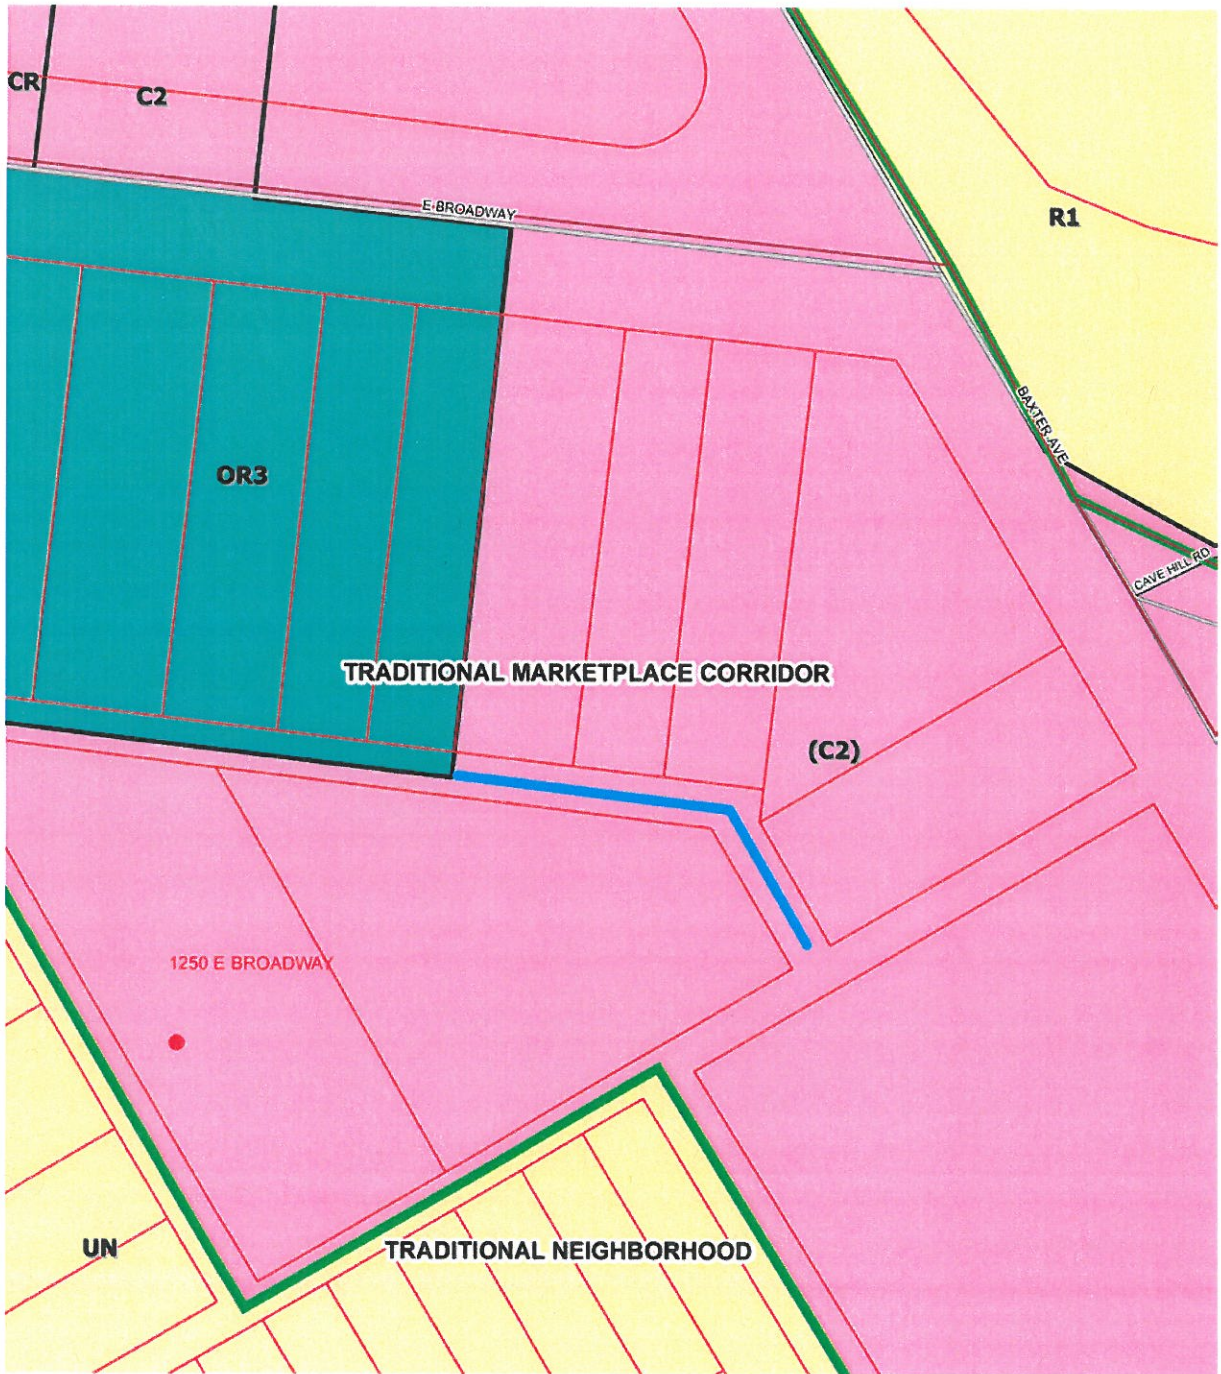 CR
C2
E BROADWAY
R1
BAXTER AVE
OR3
CAVE HILL RD
TRADITIONAL MARKETPLACE CORRIDOR
(C2)
1250 E BROADWAY
UN
TRADITIONAL NEIGHBORHOOD